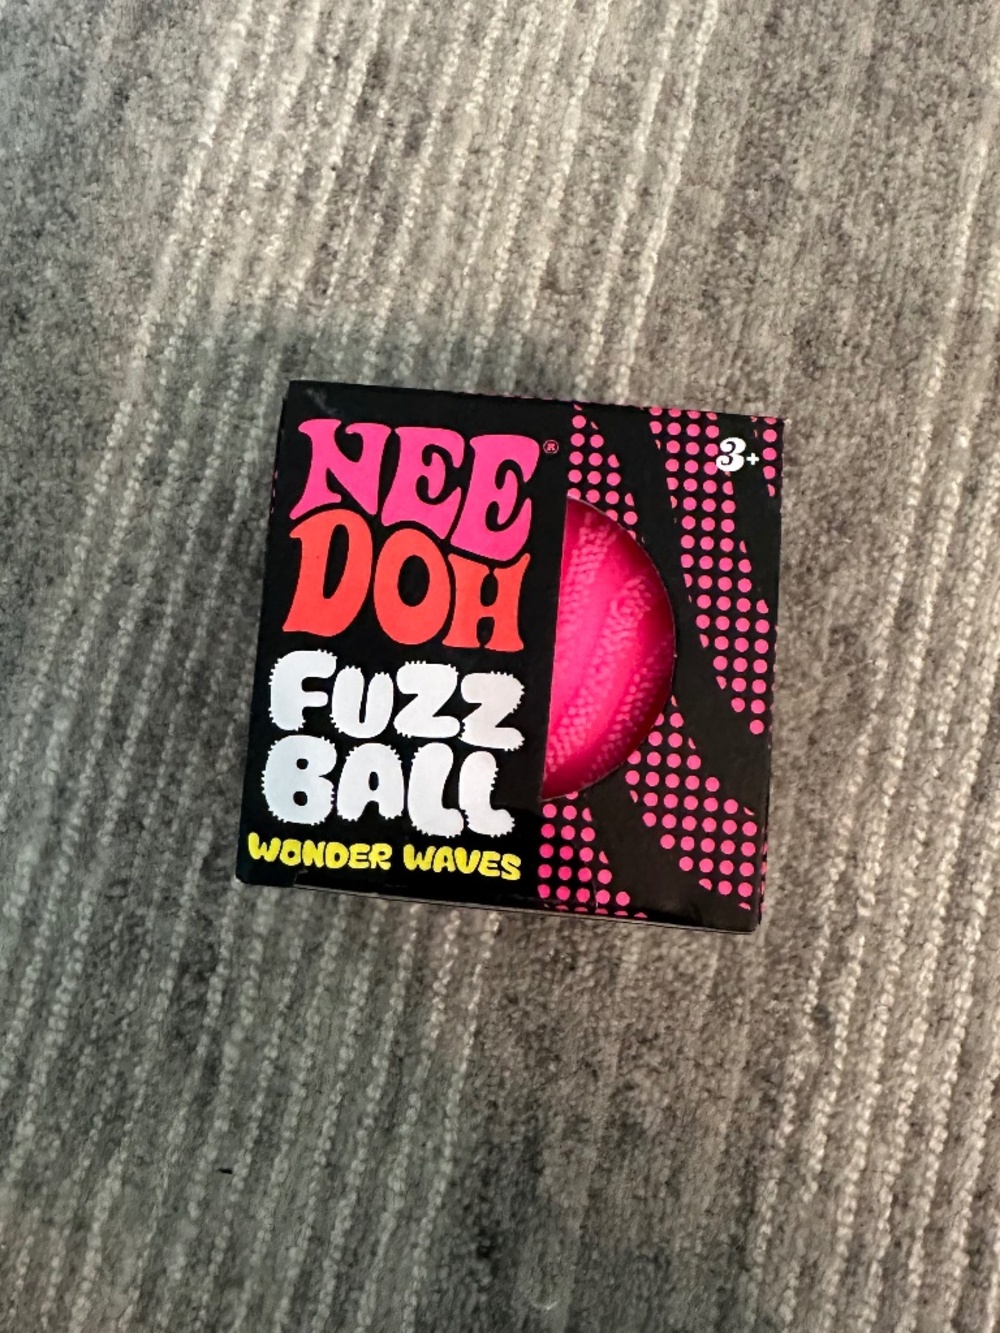 NEE®
DOH
FUZZ
BALL
WONDER WAVES
3+